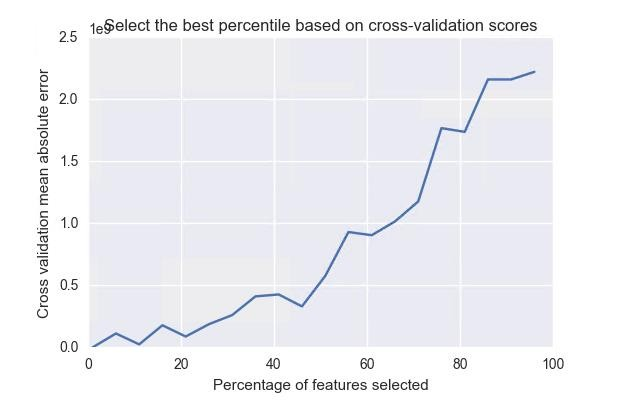 1e9
Select the best percentile based on cross-validation scores
2.5
2.0
1.5
1.0
0.5
0.0
Cross validation mean absolute error
0 20 40 60 80 100
Percentage of features selected